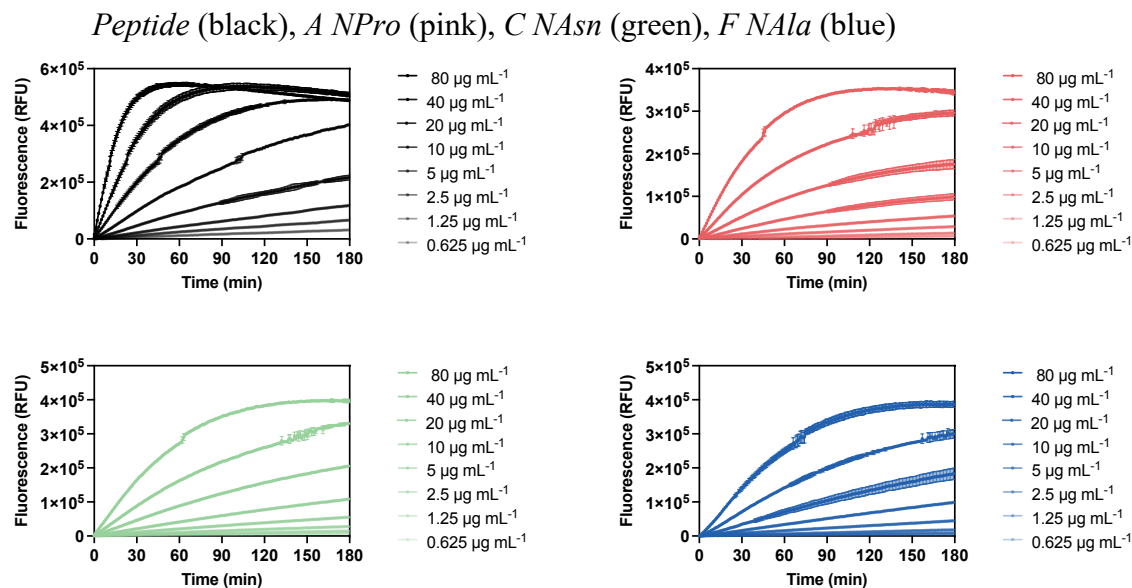 Peptide (black), A NPro (pink), C NAsn (green), F NAla (blue)
6×10⁵
4×10⁵
2×10⁵
0
Fluorescence (RFU)
0 30 60 90 120 150 180
Time (min)
80 µg mL⁻¹
40 µg mL⁻¹
20 µg mL⁻¹
10 µg mL⁻¹
5 µg mL⁻¹
2.5 µg mL⁻¹
1.25 µg mL⁻¹
0.625 µg mL⁻¹
4×10⁵
3×10⁵
2×10⁵
1×10⁵
0
Fluorescence (RFU)
0 30 60 90 120 150 180
Time (min)
80 µg mL⁻¹
40 µg mL⁻¹
20 µg mL⁻¹
10 µg mL⁻¹
5 µg mL⁻¹
2.5 µg mL⁻¹
1.25 µg mL⁻¹
0.625 µg mL⁻¹
5×10⁵
4×10⁵
3×10⁵
2×10⁵
1×10⁵
0
Fluorescence (RFU)
0 30 60 90 120 150 180
Time (min)
80 µg mL⁻¹
40 µg mL⁻¹
20 µg mL⁻¹
10 µg mL⁻¹
5 µg mL⁻¹
2.5 µg mL⁻¹
1.25 µg mL⁻¹
0.625 µg mL⁻¹
5×10⁵
4×10⁵
3×10⁵
2×10⁵
1×10⁵
0
Fluorescence (RFU)
0 30 60 90 120 150 180
Time (min)
80 µg mL⁻¹
40 µg mL⁻¹
20 µg mL⁻¹
10 µg mL⁻¹
5 µg mL⁻¹
2.5 µg mL⁻¹
1.25 µg mL⁻¹
0.625 µg mL⁻¹